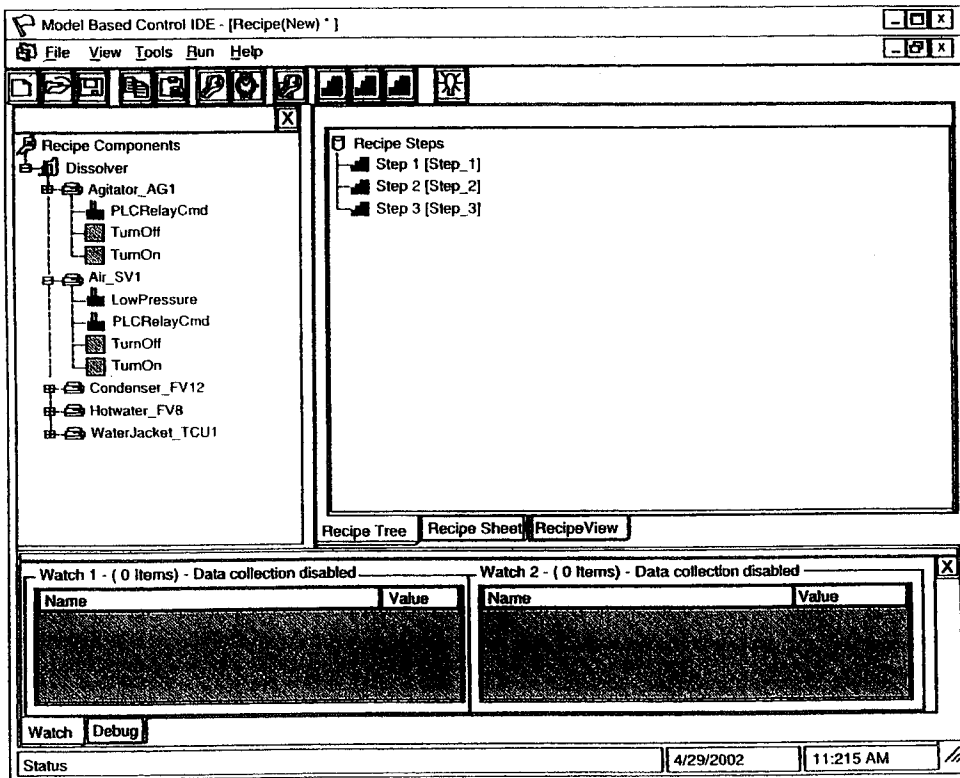 Model Based Control IDE - [Recipe(New) * ]
File View Tools Run Help
Recipe Components
Dissolver
Agitator_AG1
PLCRelayCmd
TurnOff
TurnOn
Air_SV1
LowPressure
PLCRelayCmd
TurnOff
TurnOn
Condenser_FV12
Hotwater_FV8
WaterJacket_TCU1
Recipe Steps
Step 1 [Step_1]
Step 2 [Step_2]
Step 3 [Step_3]
Recipe Tree Recipe Sheet RecipeView
Watch 1 - ( 0 Items) - Data collection disabled
Name Value
Watch 2 - ( 0 Items) - Data collection disabled
Name Value
Watch Debug
Status 4/29/2002 11:215 AM